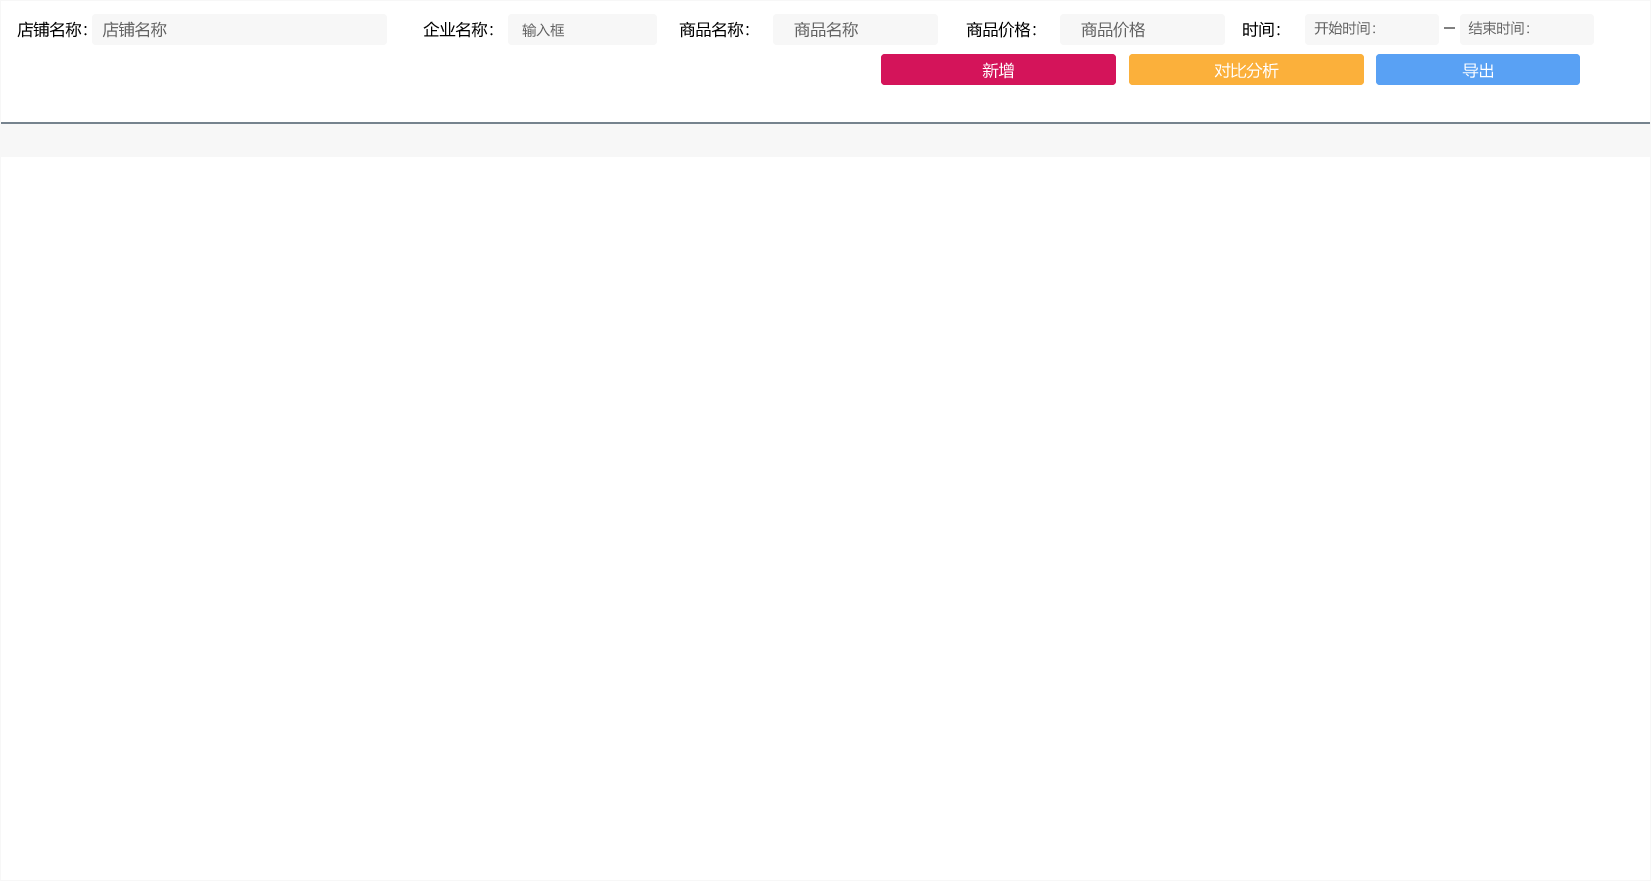 店铺名称： 店铺名称 企业名称： 输入框 商品名称： 商品名称 商品价格： 商品价格 时间： 开始时间： — 结束时间：
新增 对比分析 导出